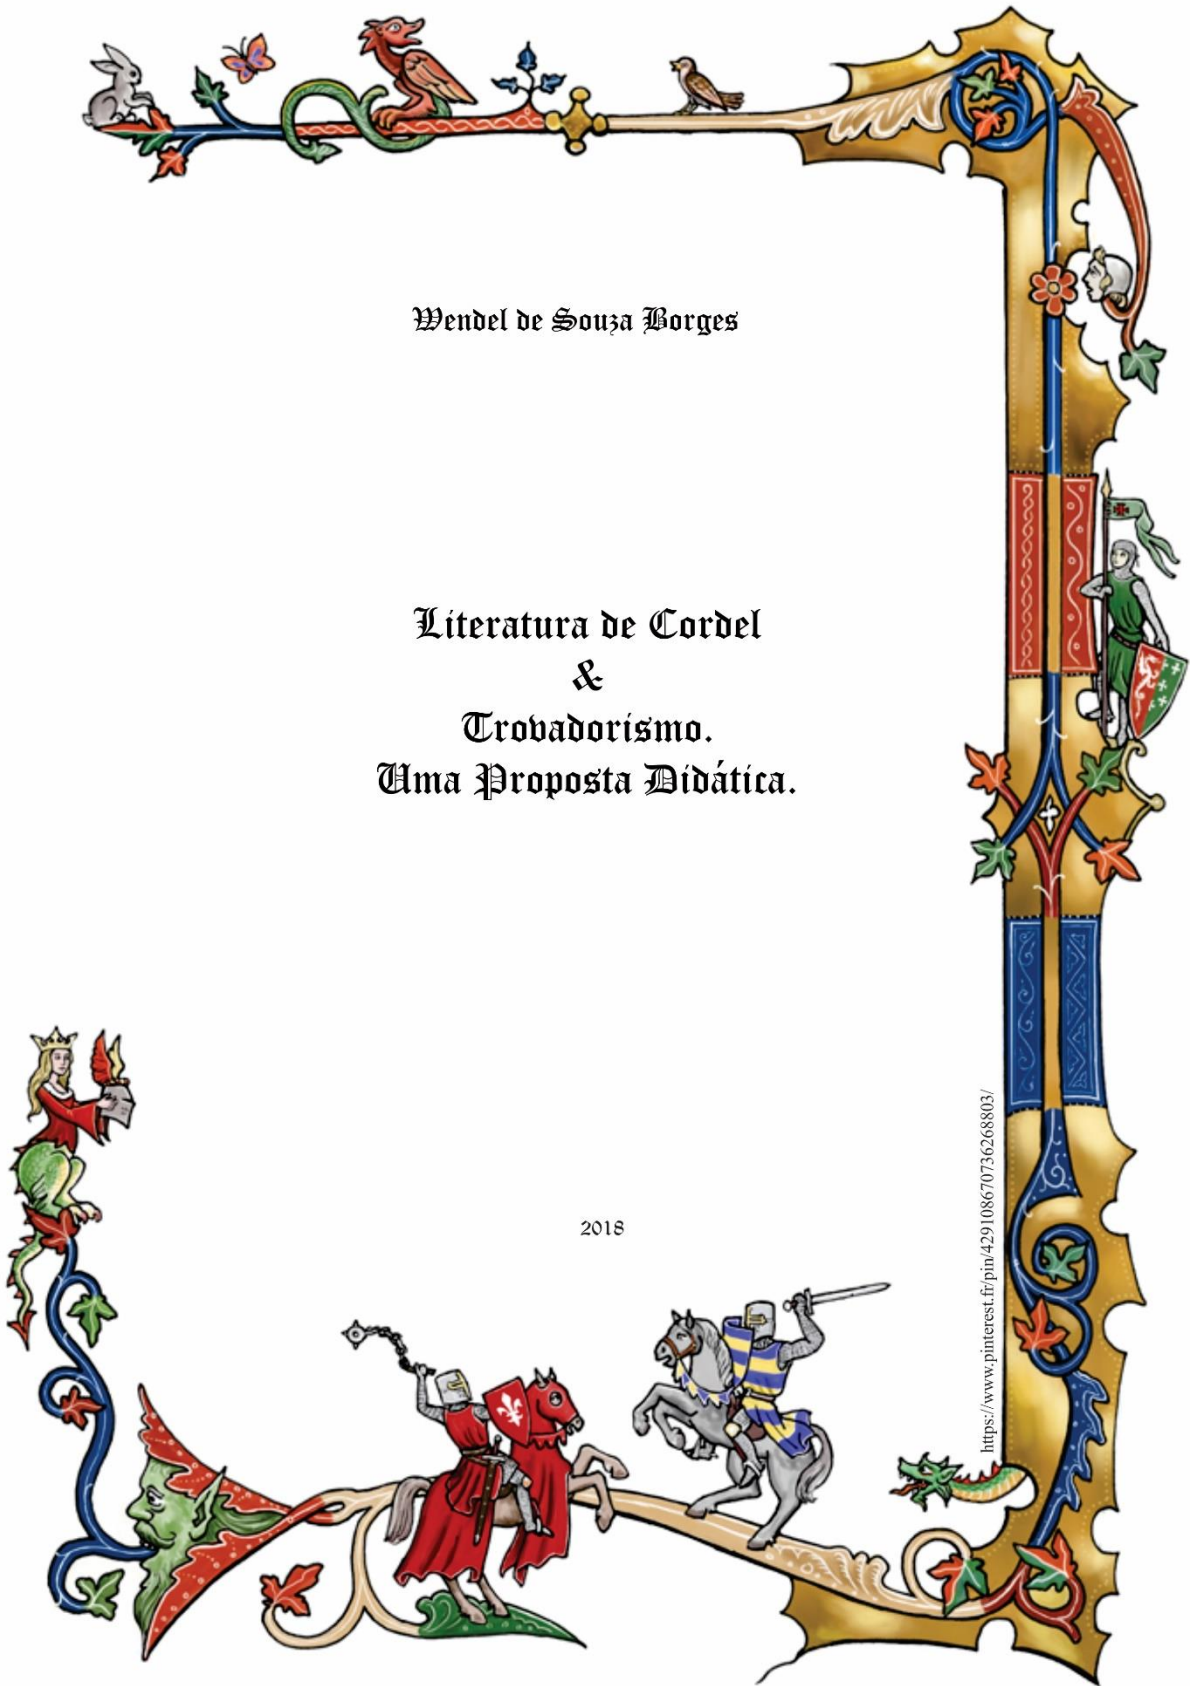 Wendel de Souza Borges
Literatura de Cordel
&
Trovadorismo.
Uma Proposta Didática.
2018
https://www.pinterest.fr/pin/429108670736268803/